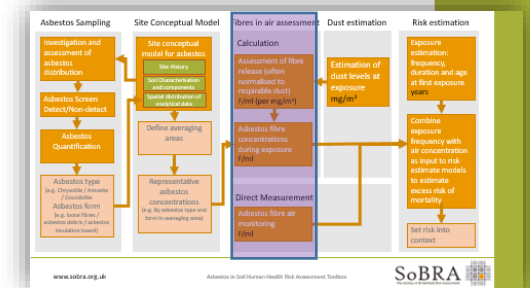 Asbestos Sampling
Investigation and
assessment of
asbestos
distribution
Asbestos Screen
Detect/Non-detect
Asbestos
Quantification
Asbestos type
(e.g. Chrysotile / Amosite
/ Crocidolite)
Asbestos form
(e.g. loose fibres /
asbestos debris / asbestos
insulation board)
Site Conceptual Model
Site conceptual
model for asbestos
Site History
Soil Characterisation
and components
Spatial distribution of
analytical data
Define averaging
areas
Representative
asbestos
concentrations
(e.g. By asbestos type and
form in averaging area)
Fibres in air assessment
Calculation
Assessment of fibre
release (often
normalised to
respirable dust)
F/ml (per mg/m³)
Asbestos fibre
concentrations
during exposure
F/ml
Direct Measurement
Asbestos fibre air
monitoring
F/ml
Dust estimation
Estimation of
dust levels at
exposure
mg/m³
Risk estimation
Exposure
estimation:
frequency,
duration and age
at first exposure
years
Combine
exposure
frequency with
air concentration
as input to risk
estimate models
to estimate
excess risk of
mortality
Set risk into
context
www.sobra.org.uk
Asbestos in Soil Human Health Risk Assessment Toolbox
SoBRA